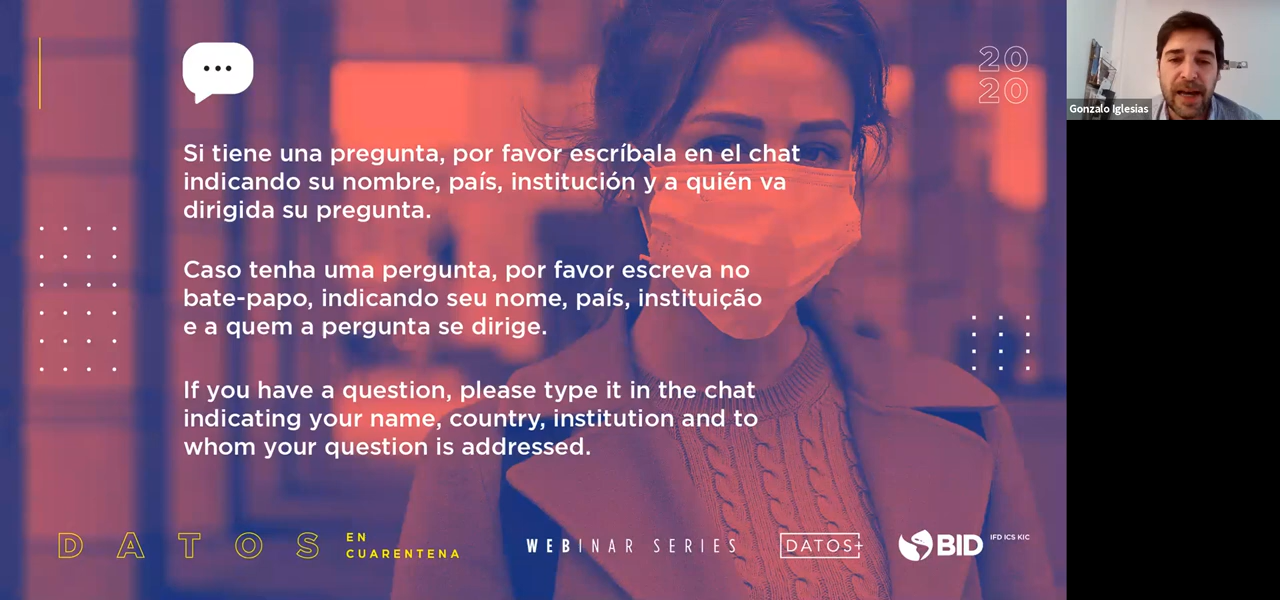 20
20
Gonzalo Iglesias
Si tiene una pregunta, por favor escríbala en el chat
indicando su nombre, país, institución y a quién va
dirigida su pregunta.
Caso tenha uma pergunta, por favor escreva no
bate-papo, indicando seu nome, país, instituição
e a quem a pergunta se dirige.
If you have a question, please type it in the chat
indicating your name, country, institution and to
whom your question is addressed.
DATOS
EN
CUARENTENA
WEBINAR SERIES
DATOS+
BID
IFD ICS KIC